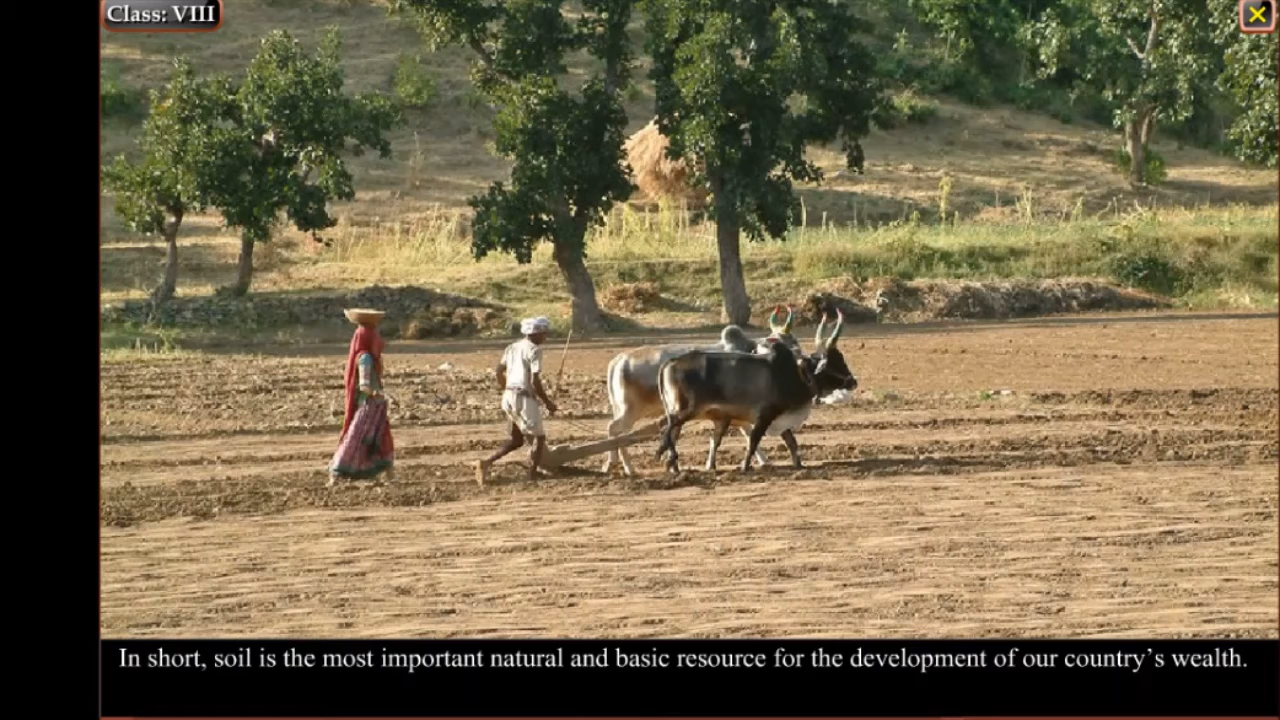 Class: VIII
In short, soil is the most important natural and basic resource for the development of our country's wealth.